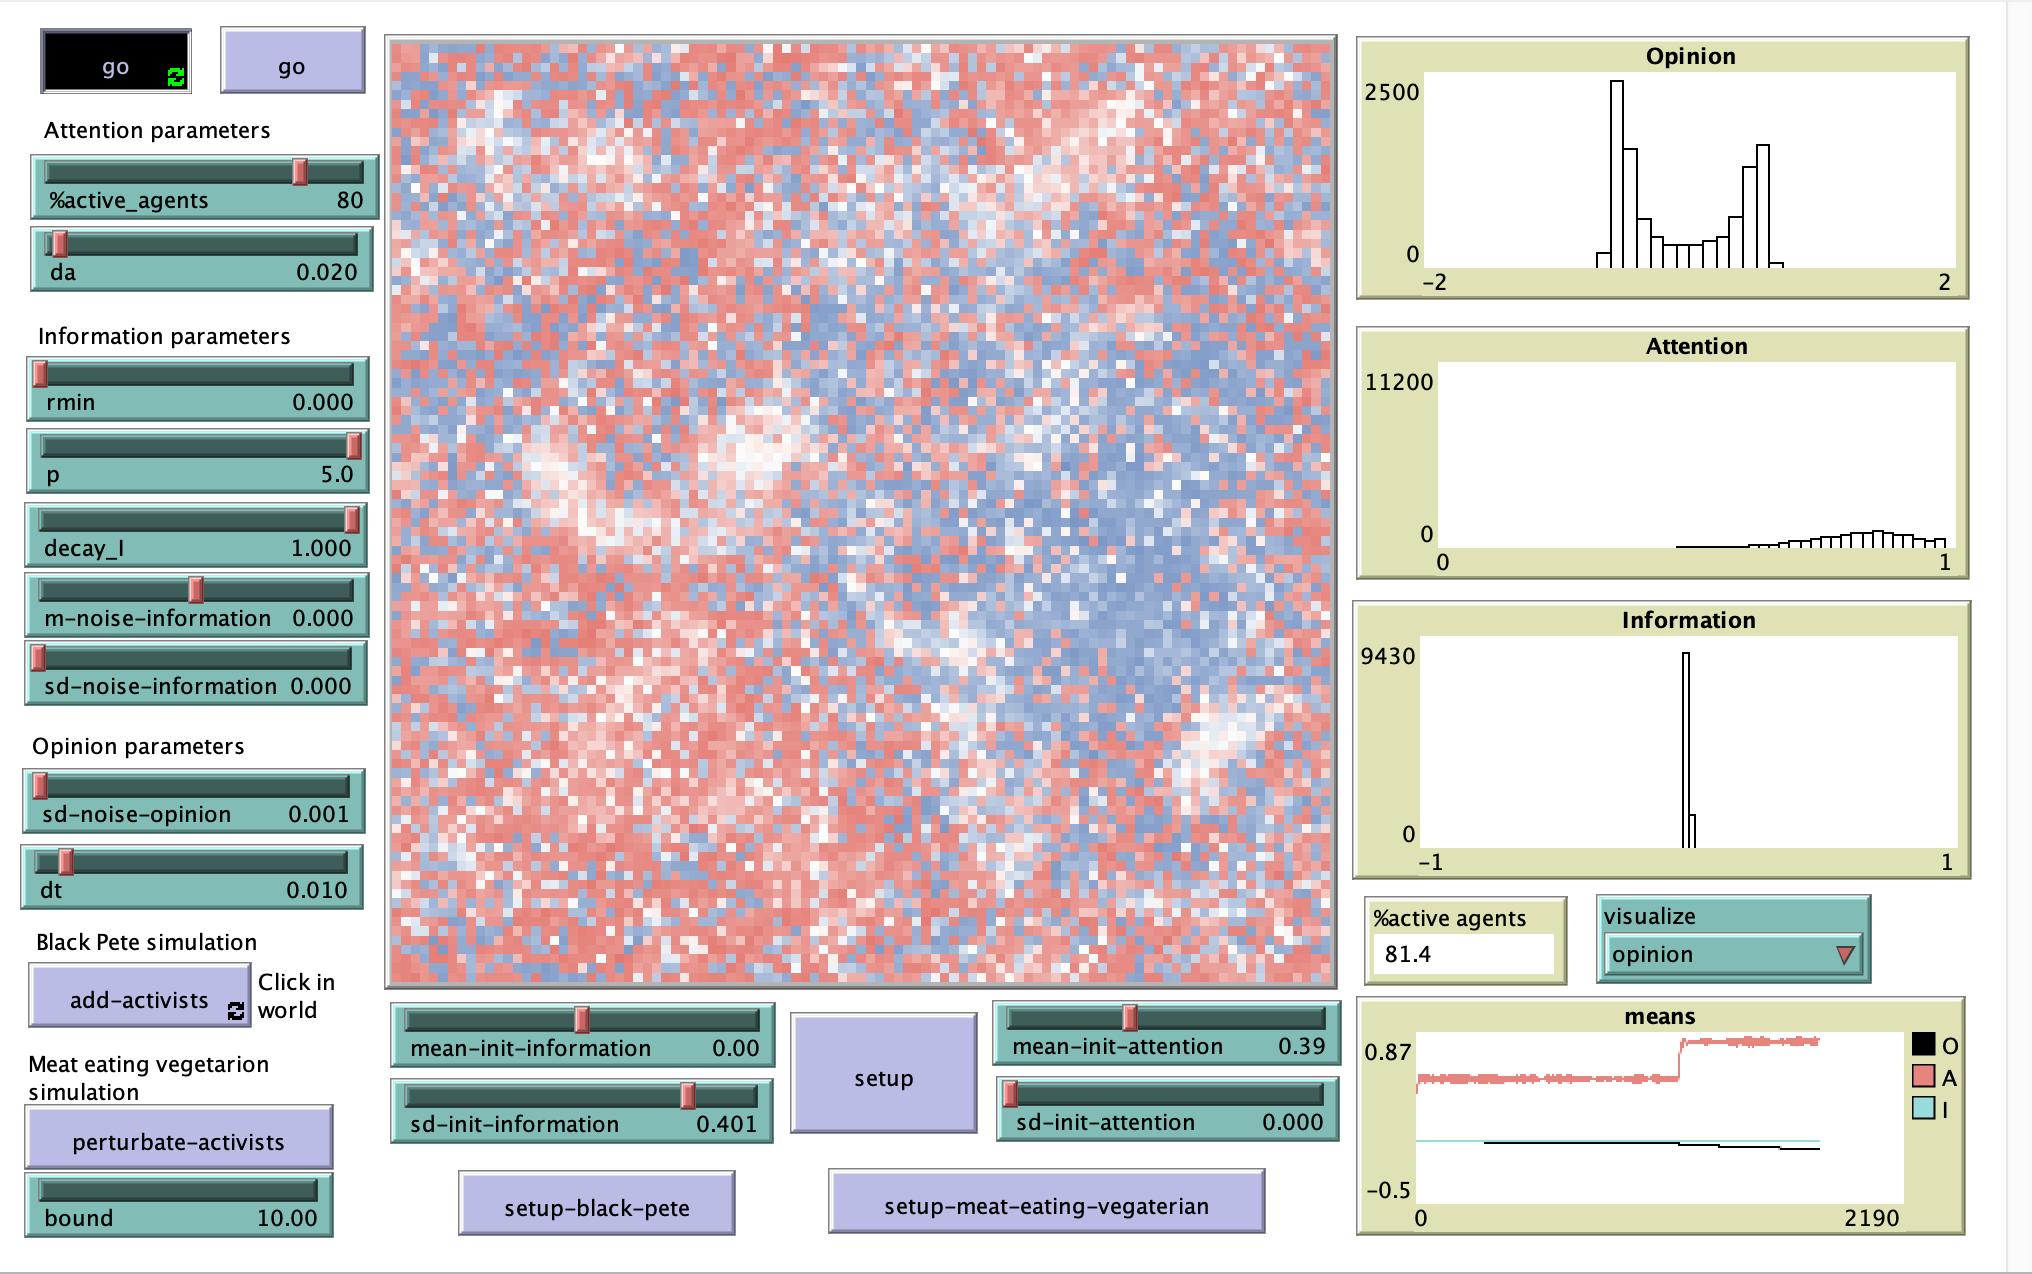 go
go
Attention parameters
%active_agents 80
da 0.020
Information parameters
rmin 0.000
p 5.0
decay_I 1.000
m-noise-information 0.000
sd-noise-information 0.000
Opinion parameters
sd-noise-opinion 0.001
dt 0.010
Black Pete simulation
add-activists
Click in
world
Meat eating vegetarion
simulation
perturbate-activists
bound 10.00
mean-init-information 0.00
sd-init-information 0.401
setup
mean-init-attention 0.39
sd-init-attention 0.000
setup-black-pete
setup-meat-eating-vegaterian
Opinion
2500
0
-2 2
Attention
11200
0
0 1
Information
9430
0
-1 1
%active agents
81.4
visualize
opinion
means
0.87
-0.5
0 2190
O
A
I